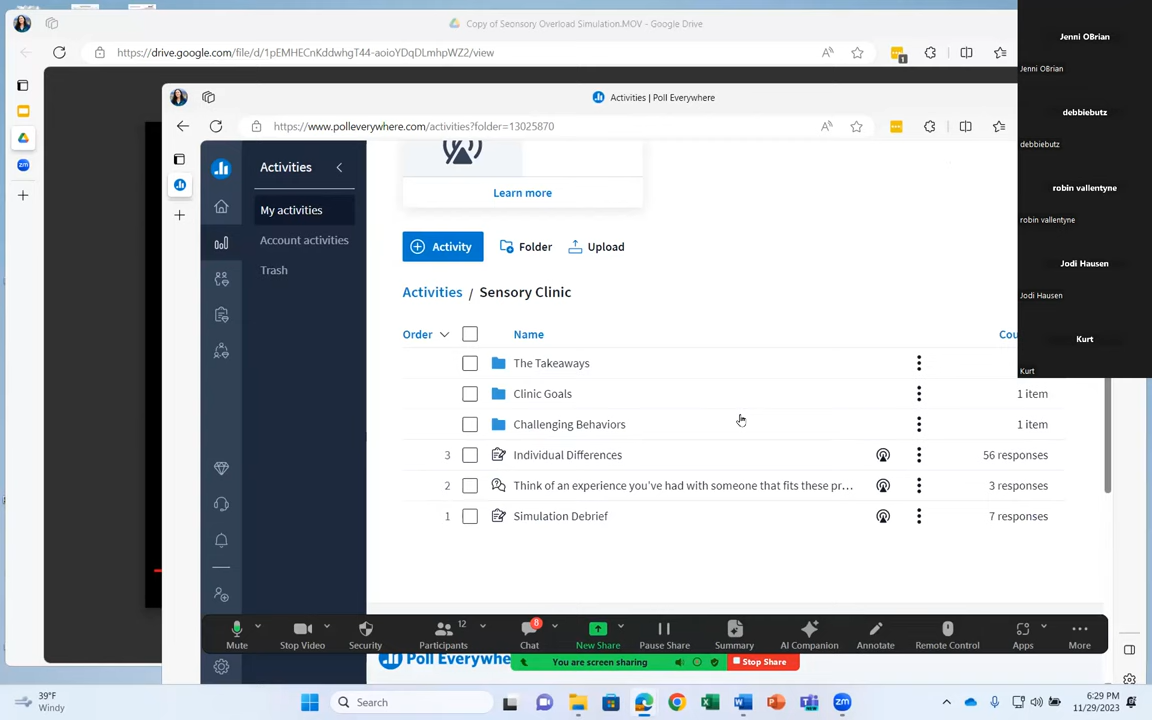 Copy of Seonsory Overload Simulation.MOV - Google Drive
https://drive.google.com/file/d/1pEMHECnKddwhgT44-aoioYDqDLmhpWZ2/view
Activities | Poll Everywhere
https://www.polleverywhere.com/activities?folder=13025870
Jenni OBrian
Jenni OBrian
debbiebutz
debbiebutz
robin vallentyne
robin vallentyne
Jodi Hausen
Jodi Hausen
Kurt
Kurt
Activities
My activities
Account activities
Trash
Learn more
Activity Folder Upload
Activities / Sensory Clinic
Order Name Cou
The Takeaways
Clinic Goals 1 item
Challenging Behaviors 1 item
3 Individual Differences 56 responses
2 Think of an experience you've had with someone that fits these pr... 3 responses
1 Simulation Debrief 7 responses
12 8
Mute Stop Video Security Participants Chat New Share Pause Share Summary AI Companion Annotate Remote Control Apps More
Poll Everywhe
You are screen sharing Stop Share
39°F
Windy
Search
6:29 PM
11/29/2023